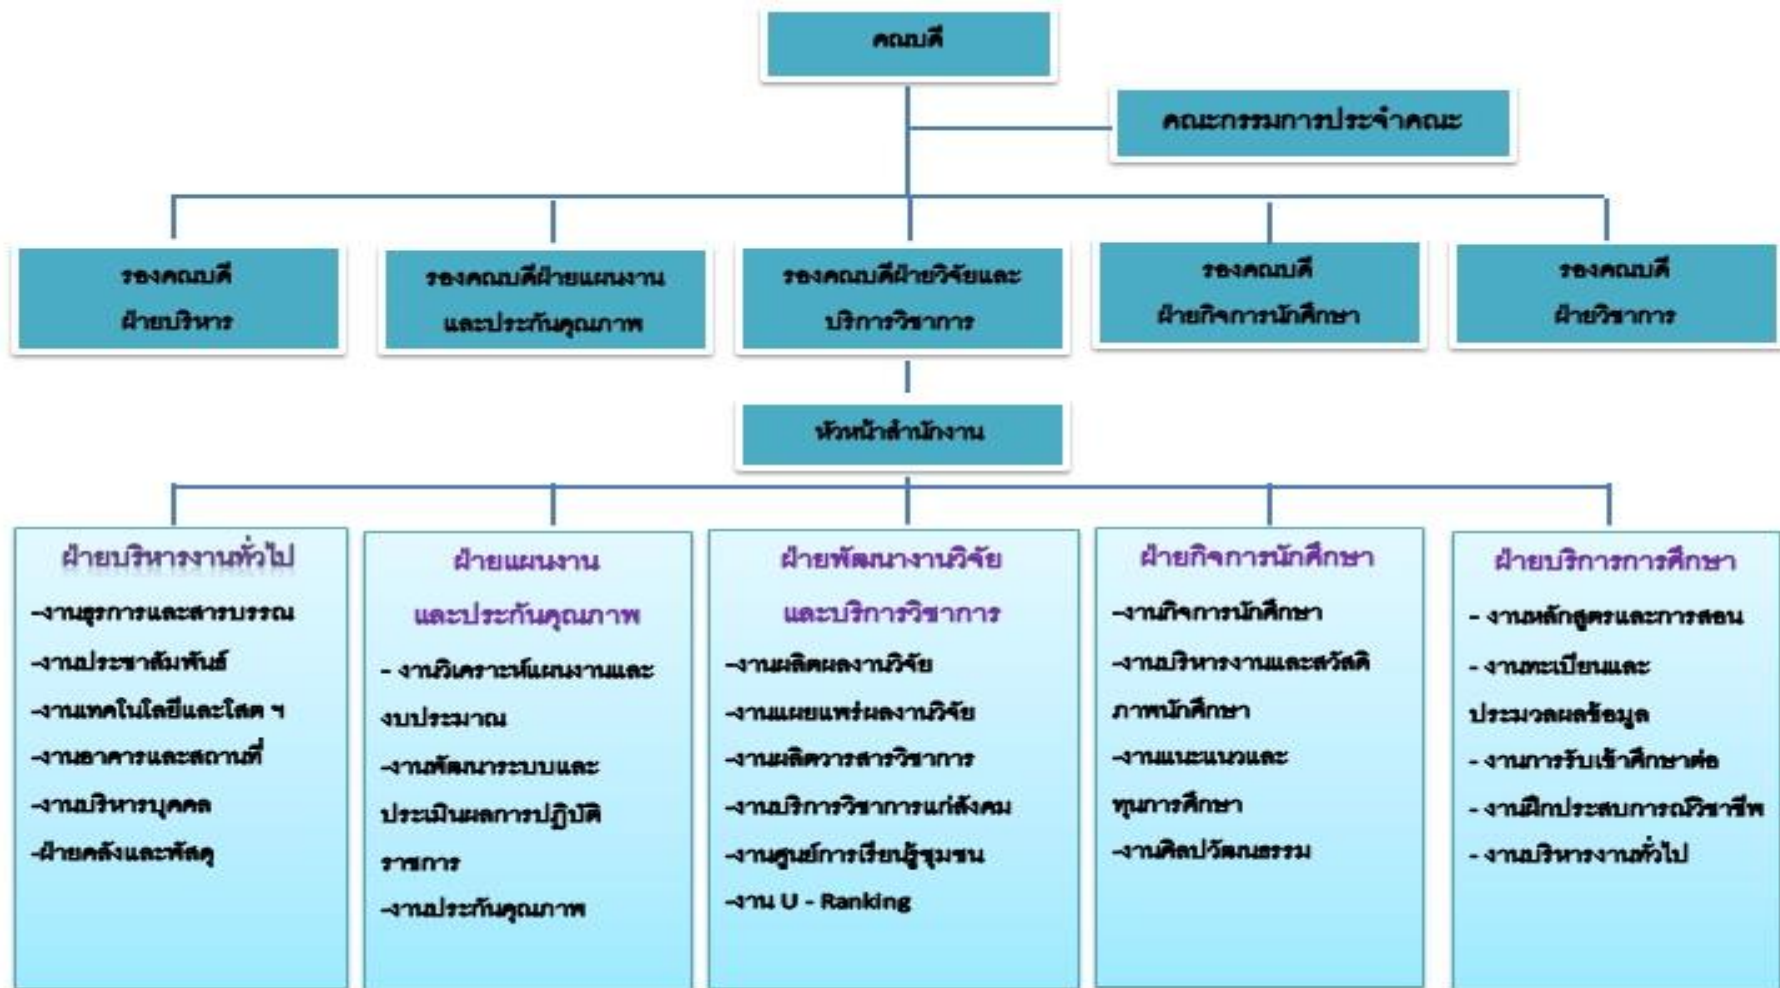 คณบดี
คณะกรรมการประจำคณะ
รองคณบดี
ฝ่ายบริหาร
รองคณบดีฝ่ายแผนงาน
และประกันคุณภาพ
รองคณบดีฝ่ายวิจัยและ
บริการวิชาการ
รองคณบดี
ฝ่ายกิจการนักศึกษา
รองคณบดี
ฝ่ายวิชาการ
หัวหน้าสำนักงาน
ฝ่ายบริหารงานทั่วไป
-งานธุรการและสารบรรณ
-งานประชาสัมพันธ์
-งานเทคโนโลยีและโสต ฯ
-งานอาคารและสถานที่
-งานบริหารบุคคล
-ฝ่ายคลังและพัสดุ
ฝ่ายแผนงาน
และประกันคุณภาพ
- งานวิเคราะห์แผนงานและ
งบประมาณ
-งานพัฒนาระบบและ
ประเมินผลการปฏิบัติ
ราชการ
-งานประกันคุณภาพ
ฝ่ายพัฒนางานวิจัย
และบริการวิชาการ
-งานผลิตผลงานวิจัย
-งานเผยแพร่ผลงานวิจัย
-งานผลิตวารสารวิชาการ
-งานบริการวิชาการแก่สังคม
-งานศูนย์การเรียนรู้ชุมชน
-งาน U - Ranking
ฝ่ายกิจการนักศึกษา
-งานกิจการนักศึกษา
-งานบริหารงานและสวัสดิ
ภาพนักศึกษา
-งานแนะแนวและ
ทุนการศึกษา
-งานศิลปวัฒนธรรม
ฝ่ายบริการการศึกษา
- งานหลักสูตรและการสอน
- งานทะเบียนและ
ประมวลผลข้อมูล
- งานการรับเข้าศึกษาต่อ
- งานฝึกประสบการณ์วิชาชีพ
- งานบริหารงานทั่วไป